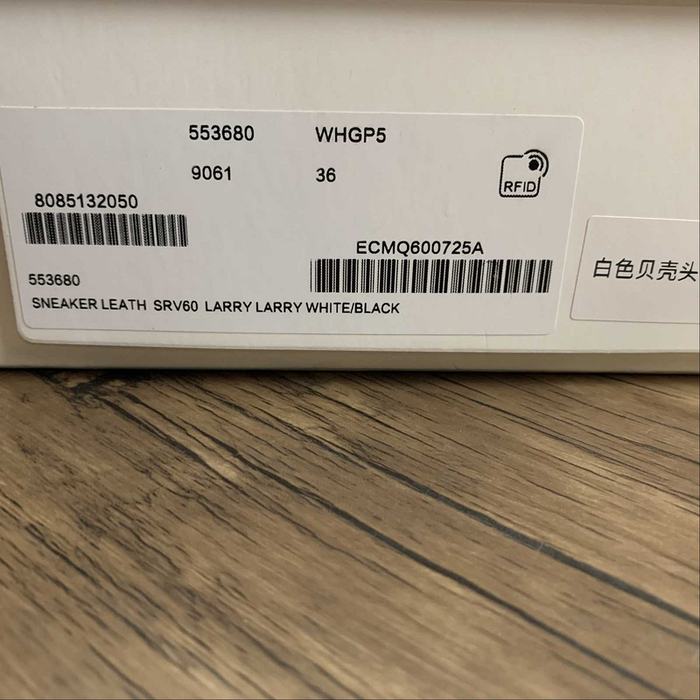 553680 WHGP5
9061 36
RFID
8085132050
ECMQ600725A
553680
SNEAKER LEATH SRV60 LARRY LARRY WHITE/BLACK
白色贝壳头